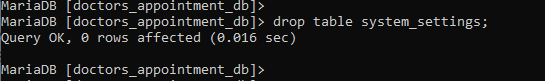 MariaDB [doctors_appointment_db]>
MariaDB [doctors_appointment_db]> drop table system_settings;
Query OK, 0 rows affected (0.016 sec)
MariaDB [doctors_appointment_db]>